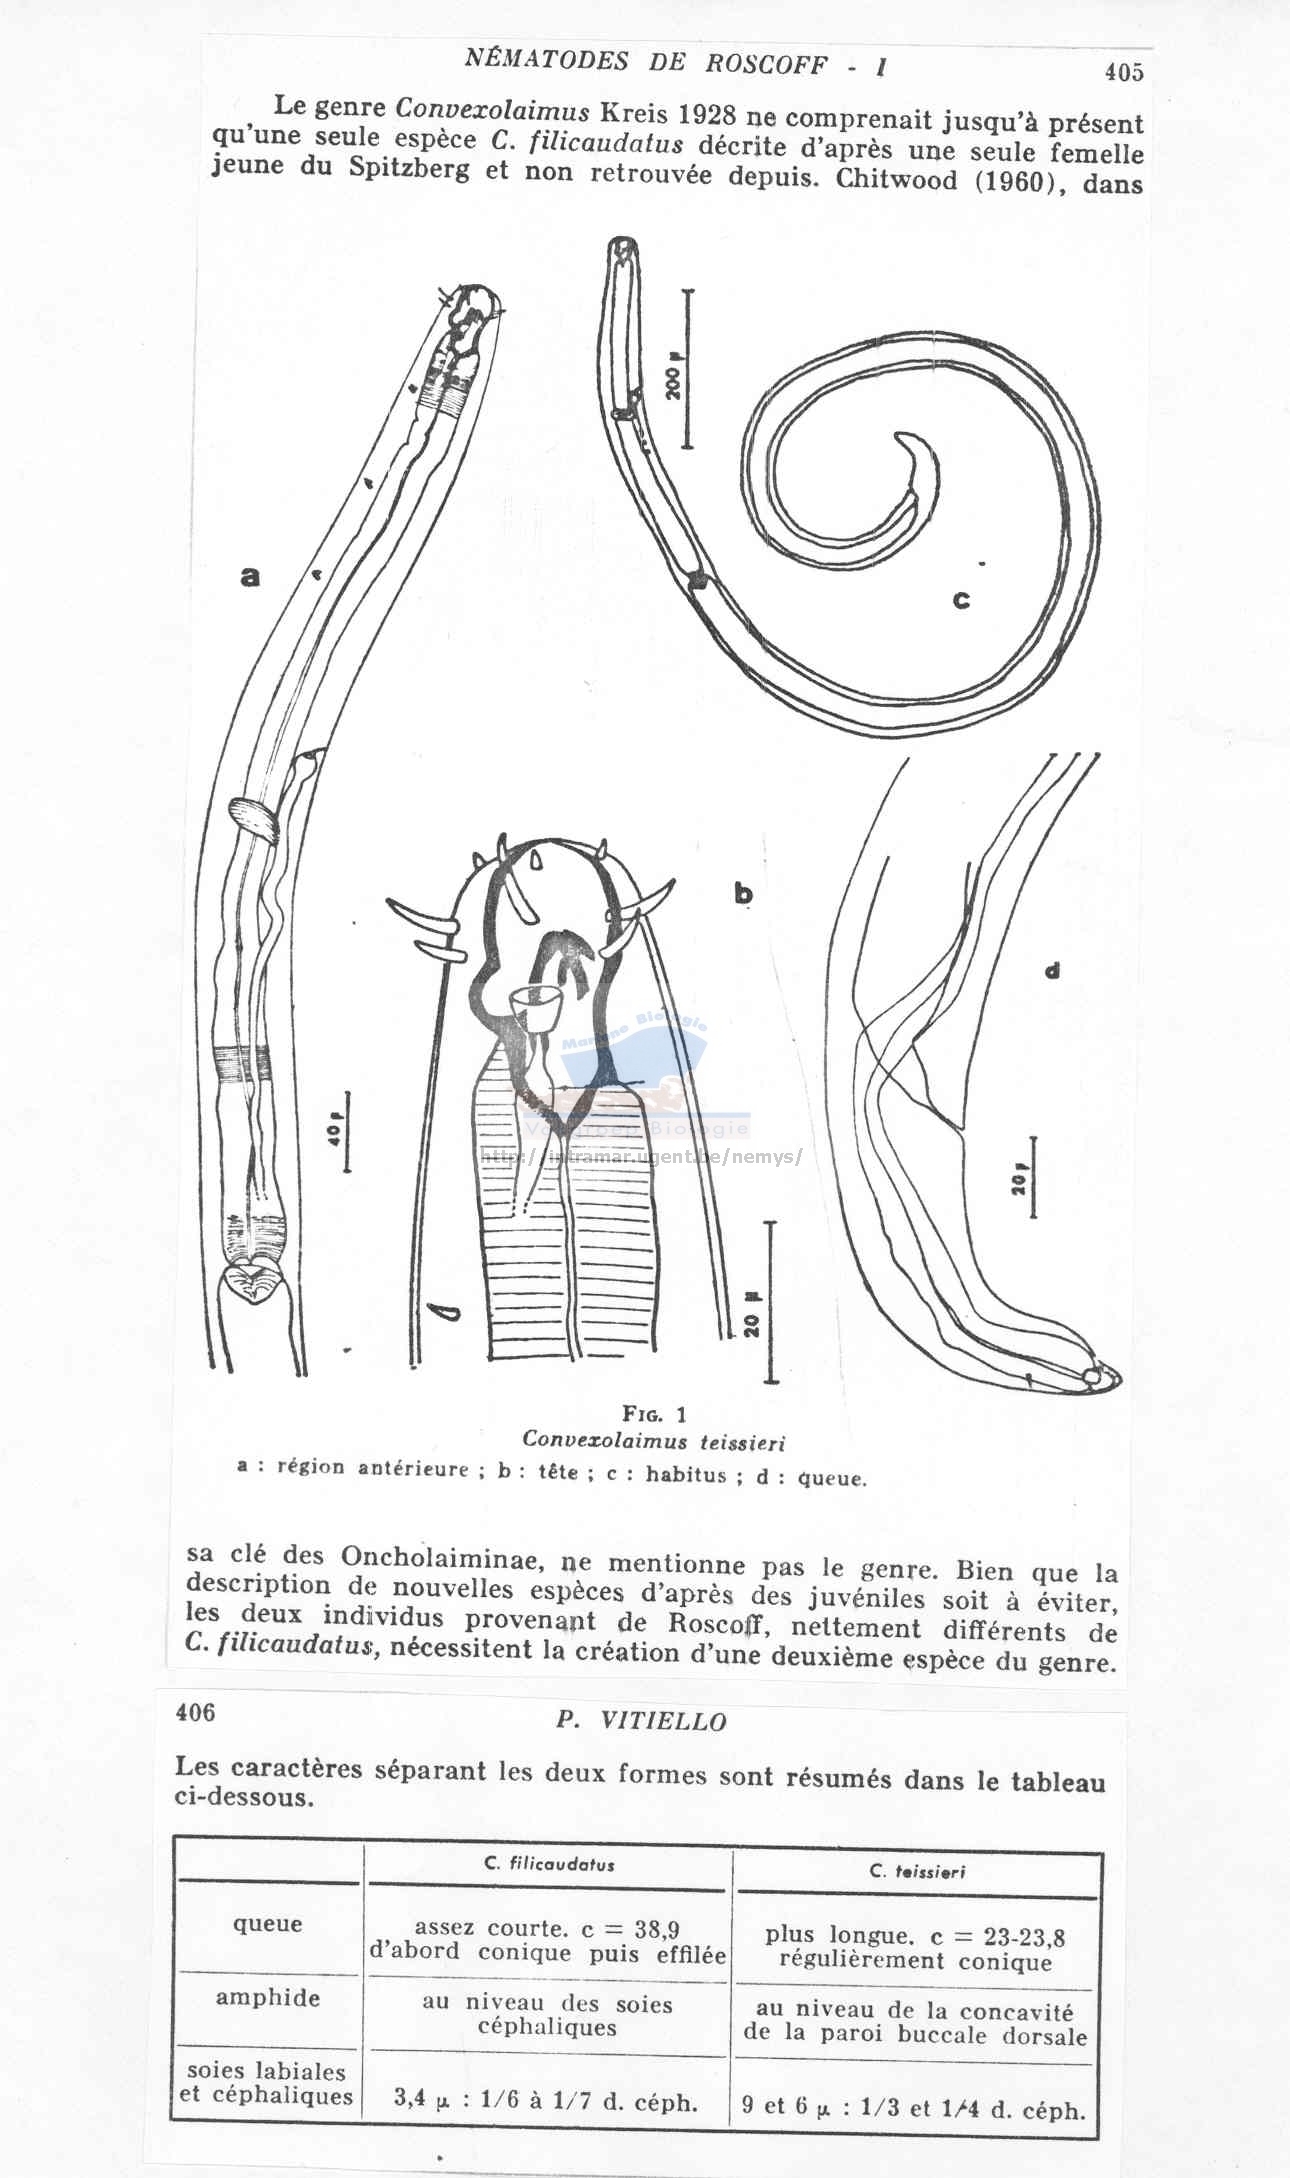 NÉMATODES DE ROSCOFF - I
405
Le genre Convexolaimus Kreis 1928 ne comprenait jusqu'à présent
qu'une seule espèce C. filicaudatus décrite d'après une seule femelle
jeune du Spitzberg et non retrouvée depuis. Chitwood (1960), dans
200 µ
a
c
b
d
40 µ
20 µ
Mariene Biologie
Vakgroep Biologie
http://intramar.ugent.be/nemys/
20 µ
FIG. 1
Convexolaimus teissieri
a : région antérieure ; b : tête ; c : habitus ; d : queue.
sa clé des Oncholaiminae, ne mentionne pas le genre. Bien que la
description de nouvelles espèces d'après des juvéniles soit à éviter,
les deux individus provenant de Roscoff, nettement différents de
C. filicaudatus, nécessitent la création d'une deuxième espèce du genre.
406
P. VITIELLO
Les caractères séparant les deux formes sont résumés dans le tableau
ci-dessous.
C. filicaudatus
C. teissieri
queue
assez courte. c = 38,9
d'abord conique puis effilée
plus longue. c = 23-23,8
régulièrement conique
amphide
au niveau des soies
céphaliques
au niveau de la concavité
de la paroi buccale dorsale
soies labiales
et céphaliques
3,4 µ : 1/6 à 1/7 d. céph.
9 et 6 µ : 1/3 et 1/4 d. céph.